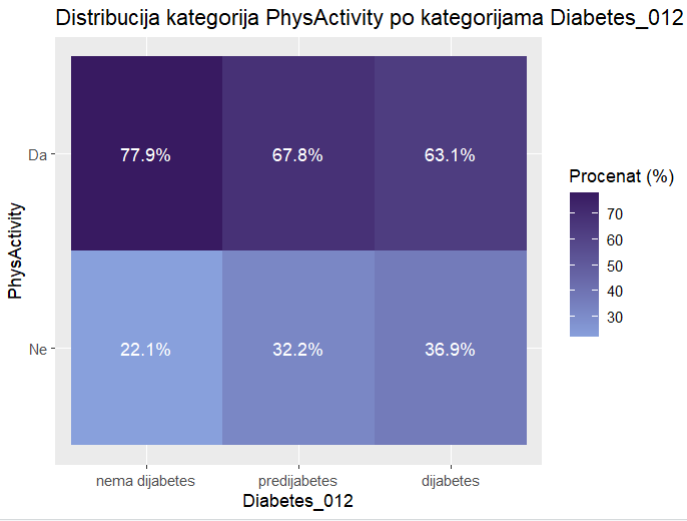 Distribucija kategorija PhysActivity po kategorijama Diabetes_012
PhysActivity
Da
77.9%
67.8%
63.1%
Ne
22.1%
32.2%
36.9%
nema dijabetes
predijabetes
dijabetes
Diabetes_012
Procenat (%)
70
60
50
40
30